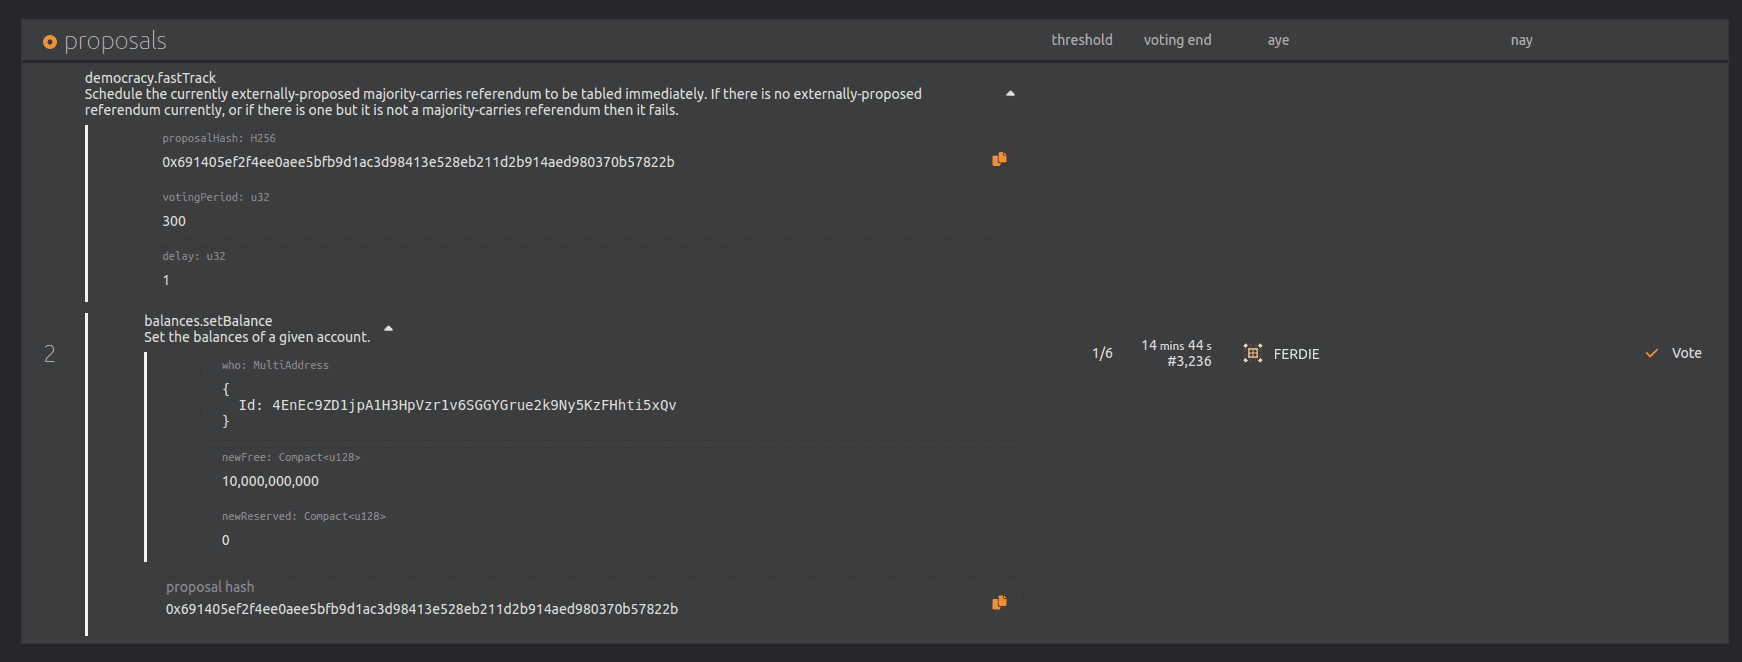 proposals
threshold
voting end
aye
nay
democracy.fastTrack
Schedule the currently externally-proposed majority-carries referendum to be tabled immediately. If there is no externally-proposed
referendum currently, or if there is one but it is not a majority-carries referendum then it fails.
proposalHash: H256
0x691405ef2f4ee0aee5bfb9d1ac3d98413e528eb211d2b914aed980370b57822b
votingPeriod: u32
300
delay: u32
1
2
balances.setBalance
Set the balances of a given account.
who: MultiAddress
{
Id: 4EnEc9ZD1jpA1H3HpVzr1v6SGGYGrue2k9Ny5KzFHhti5xQv
}
newFree: Compact<u128>
10,000,000,000
newReserved: Compact<u128>
0
proposal hash
0x691405ef2f4ee0aee5bfb9d1ac3d98413e528eb211d2b914aed980370b57822b
1/6
14 mins 44 s
#3,236
FERDIE
Vote